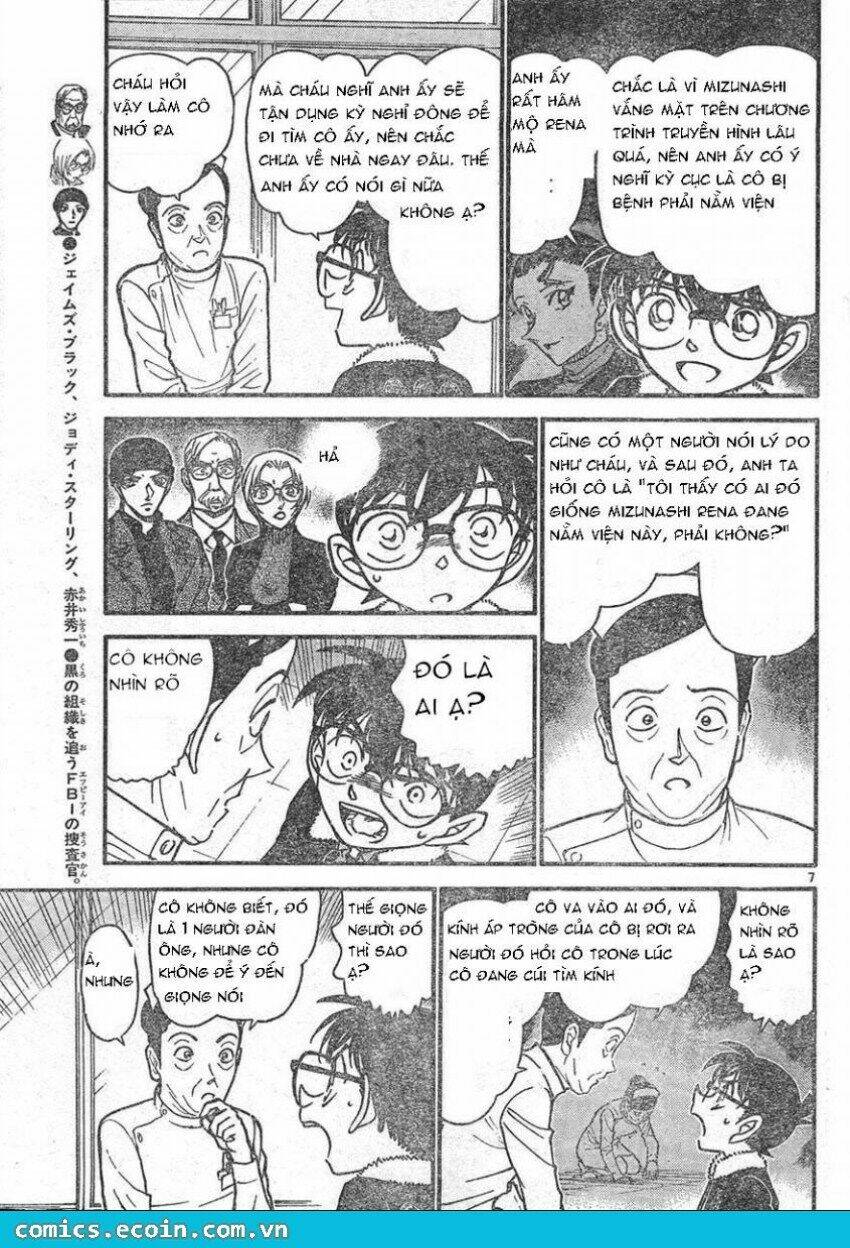 CHẮC LÀ VÌ MIZUNASHI
VẮNG MẶT TRÊN CHƯƠNG
TRÌNH TRUYỀN HÌNH LÂU
QUÁ, NÊN ANH ẤY CÓ Ý
NGHĨ KỲ CỤC LÀ CÔ BỊ
BỆNH PHẢI NẰM VIỆN
ANH ẤY
RẤT HÂM
MỘ RENA
MÀ
MÀ CHÁU NGHĨ ANH ẤY SẼ
TẬN DỤNG KỲ NGHỈ ĐÔNG ĐỂ
ĐI TÌM CÔ ẤY, NÊN CHẮC
CHƯA VỀ NHÀ NGAY ĐÂU. THẾ
ANH ẤY CÓ NÓI GÌ NỮA
KHÔNG Ạ?
CHÁU HỎI
VẬY LÀM CÔ
NHỚ RA
CŨNG CÓ MỘT NGƯỜI NÓI LÝ DO
NHƯ CHÁU, VÀ SAU ĐÓ, ANH TA
HỎI CÔ LÀ "TÔI THẤY CÓ AI ĐÓ
GIỐNG MIZUNASHI RENA ĐANG
NẰM VIỆN NÀY, PHẢI KHÔNG?"
HẢ
ĐÓ LÀ
AI Ạ?
CÔ KHÔNG
NHÌN RÕ
7
KHÔNG
NHÌN RÕ
LÀ SAO
Ạ?
CÔ VA VÀO AI ĐÓ, VÀ
KÍNH ÁP TRÒNG CỦA CÔ BỊ RƠI RA
NGƯỜI ĐÓ HỎI CÔ TRONG LÚC
CÔ ĐANG CÚI TÌM KÍNH
THẾ GIỌNG
NGƯỜI ĐÓ
THÌ SAO
Ạ?
CÔ KHÔNG BIẾT, ĐÓ
LÀ 1 NGƯỜI ĐÀN
ÔNG, NHƯNG CÔ
KHÔNG ĐỂ Ý ĐẾN
GIỌNG NÓI
À,
NHƯNG
●ジェイムズ・ブラック、ジョディ・スターリング、赤井秀一●黒の組織を追うFBIの捜査官。
comics.ecoin.com.vn